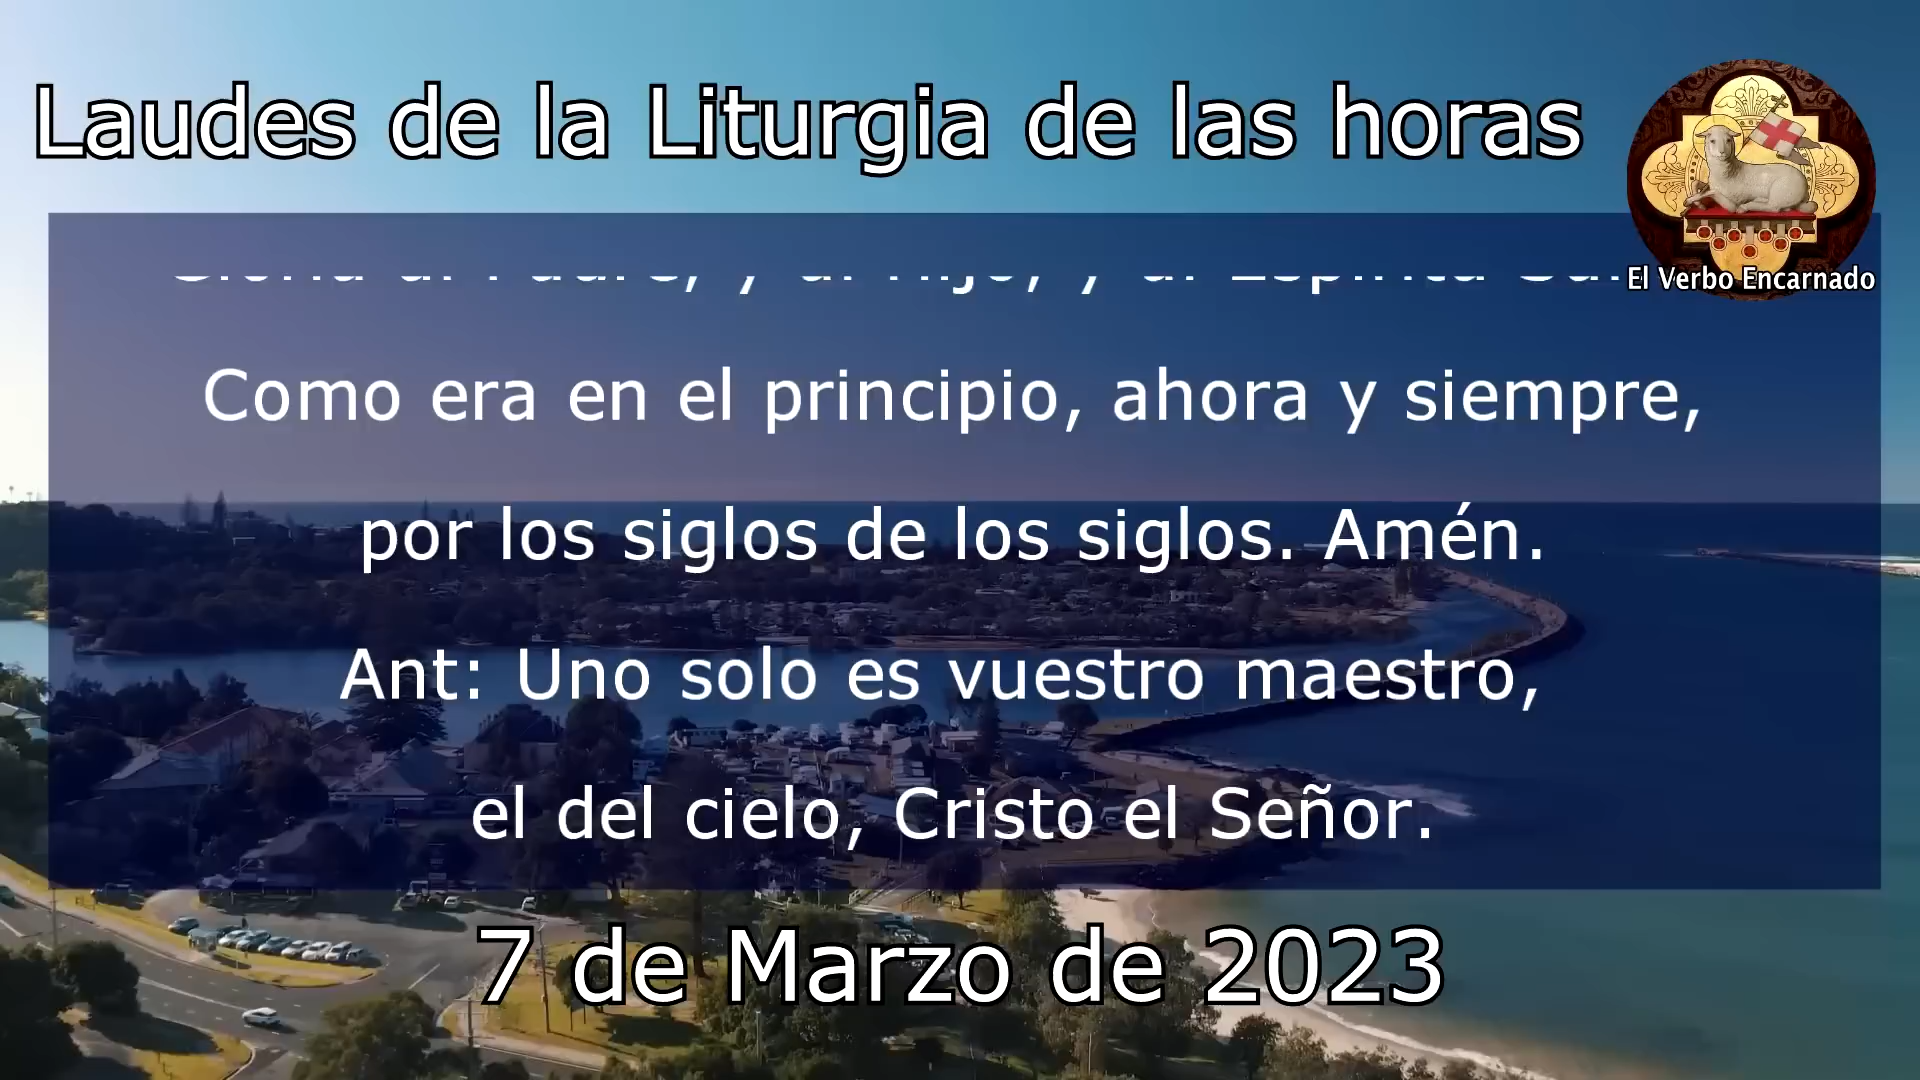 Laudes de la Liturgia de las horas
El Verbo Encarnado
Como era en el principio, ahora y siempre,
por los siglos de los siglos. Amén.
Ant: Uno solo es vuestro maestro,
el del cielo, Cristo el Señor.
7 de Marzo de 2023